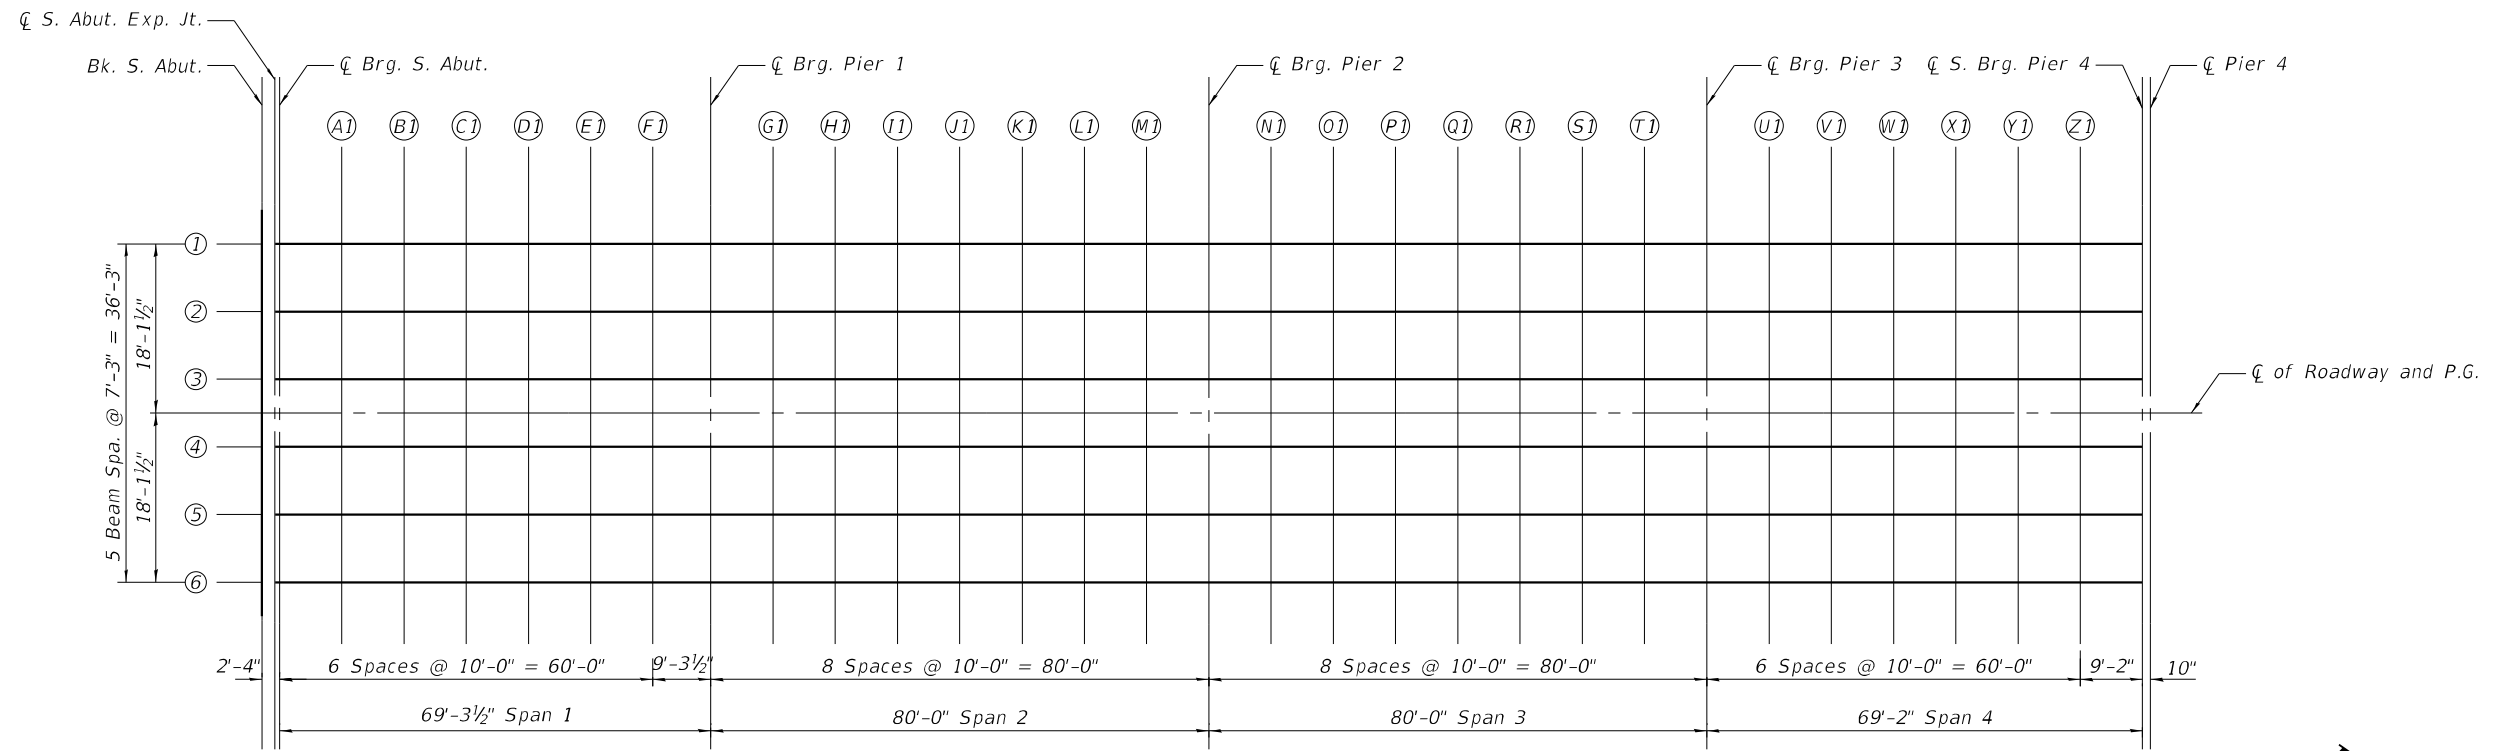 ℄ S. Abut. Exp. Jt.
Bk. S. Abut.
℄ Brg. S. Abut.
℄ Brg. Pier 1
℄ Brg. Pier 2
℄ Brg. Pier 3
℄ S. Brg. Pier 4
℄ Pier 4
A1 B1 C1 D1 E1 F1 G1 H1 I1 J1 K1 L1 M1 N1 O1 P1 Q1 R1 S1 T1 U1 V1 W1 X1 Y1 Z1
1
2
3
4
5
6
5 Beam Spa. @ 7'-3" = 36'-3"
18'-1½"
18'-1½"
℄ of Roadway and P.G.
2'-4"
6 Spaces @ 10'-0" = 60'-0"
9'-3½"
8 Spaces @ 10'-0" = 80'-0"
8 Spaces @ 10'-0" = 80'-0"
6 Spaces @ 10'-0" = 60'-0"
9'-2"
10"
69'-3½" Span 1
80'-0" Span 2
80'-0" Span 3
69'-2" Span 4